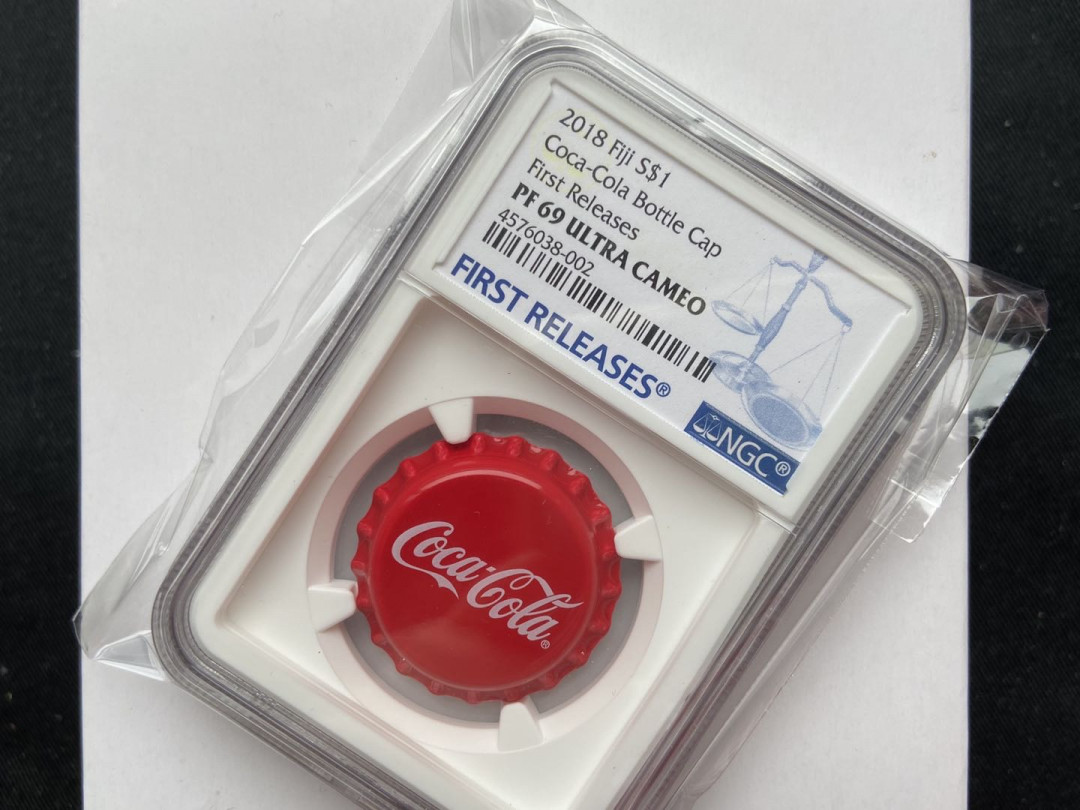 2018 Fiji S$1
Coca-Cola Bottle Cap
First Releases
PF 69 ULTRA CAMEO
4576038-002
FIRST RELEASES®
NGC®
Coca-Cola®